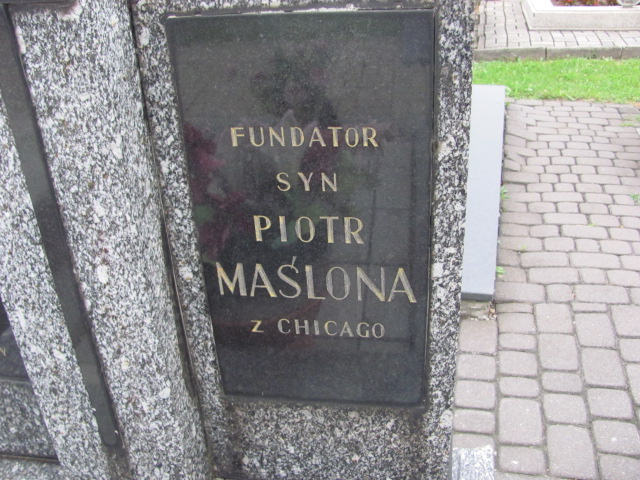 FUNDATOR
SYN
PIOTR
MAŚLONA
Z CHICAGO